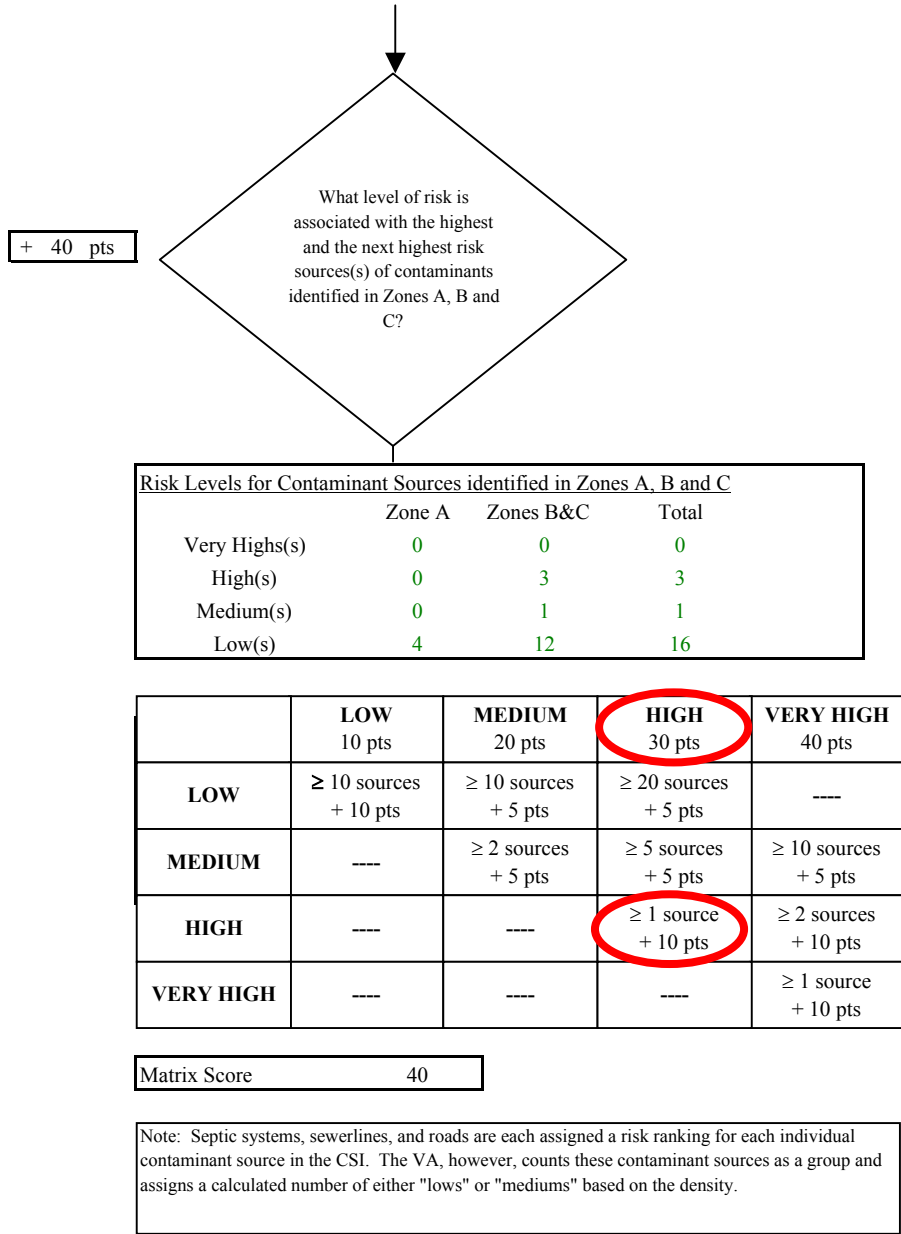 What level of risk is
associated with the highest
and the next highest risk
sources(s) of contaminants
identified in Zones A, B and
C?
+ 40 pts
Risk Levels for Contaminant Sources identified in Zones A, B and C
Zone A Zones B&C Total
Very Highs(s) 0 0 0
High(s) 0 3 3
Medium(s) 0 1 1
Low(s) 4 12 16
LOW MEDIUM HIGH VERY HIGH
10 pts 20 pts 30 pts 40 pts
LOW ≥ 10 sources ≥ 10 sources ≥ 20 sources ----
+ 10 pts + 5 pts + 5 pts
MEDIUM ---- ≥ 2 sources ≥ 5 sources ≥ 10 sources
+ 5 pts + 5 pts + 5 pts
HIGH ---- ---- ≥ 1 source ≥ 2 sources
+ 10 pts + 10 pts
VERY HIGH ---- ---- ---- ≥ 1 source
+ 10 pts
Matrix Score 40
Note: Septic systems, sewerlines, and roads are each assigned a risk ranking for each individual
contaminant source in the CSI. The VA, however, counts these contaminant sources as a group and
assigns a calculated number of either "lows" or "mediums" based on the density.